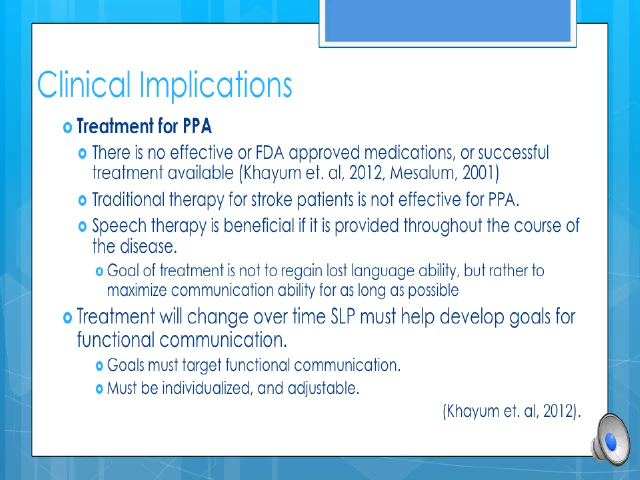 Clinical Implications
Treatment for PPA
There is no effective or FDA approved medications, or successful
treatment available (Khayum et. al, 2012, Mesalum, 2001)
Traditional therapy for stroke patients is not effective for PPA.
Speech therapy is beneficial if it is provided throughout the course of
the disease.
Goal of treatment is not to regain lost language ability, but rather to
maximize communication ability for as long as possible
Treatment will change over time SLP must help develop goals for
functional communication.
Goals must target functional communication.
Must be individualized, and adjustable.
(Khayum et. al, 2012).